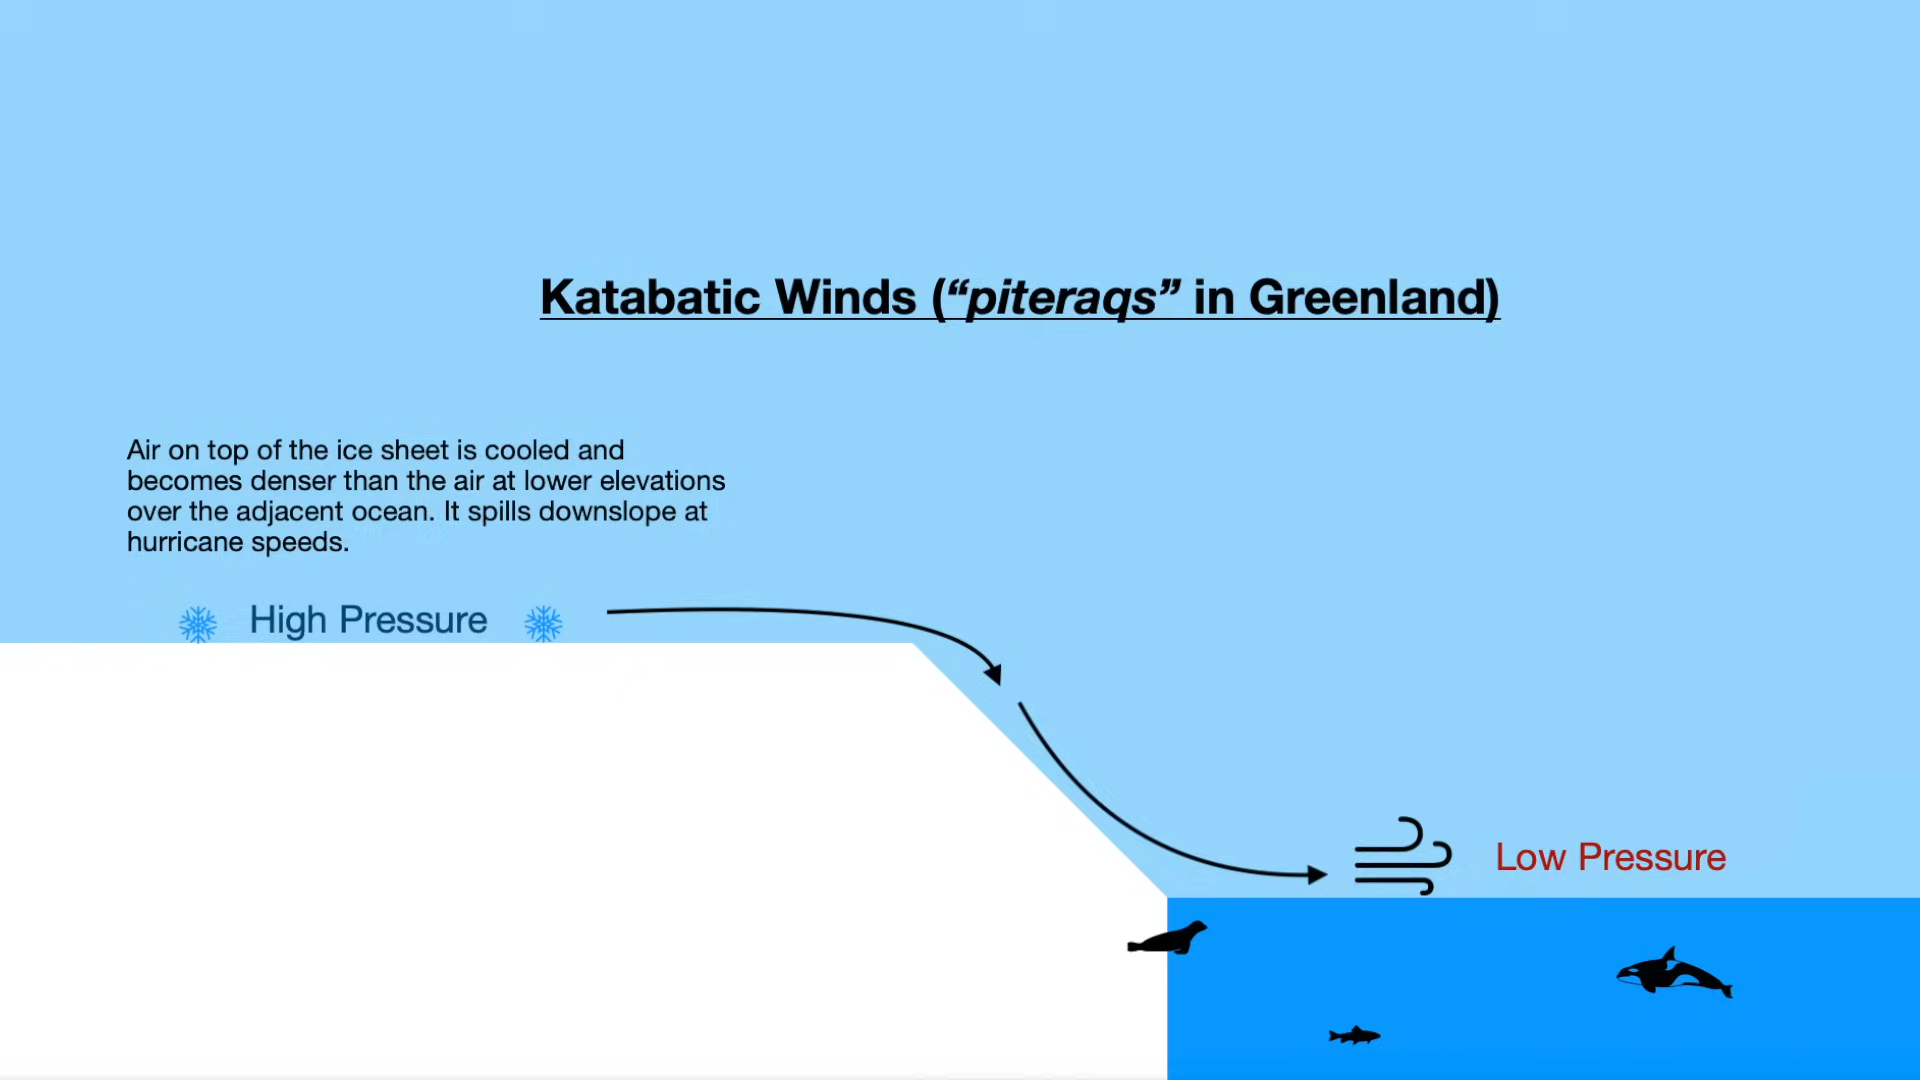 Katabatic Winds (“piteraqs” in Greenland)
Air on top of the ice sheet is cooled and
becomes denser than the air at lower elevations
over the adjacent ocean. It spills downslope at
hurricane speeds.
High Pressure
Low Pressure